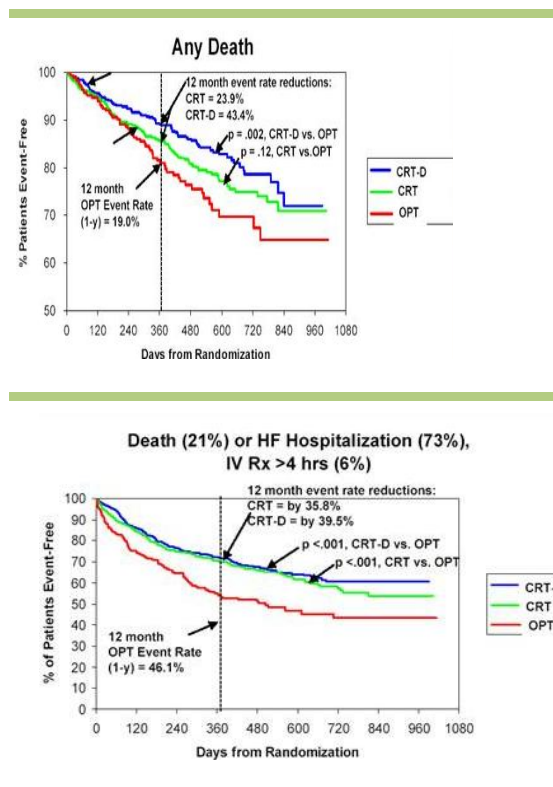 Any Death
100
90
80
70
60
50
% Patients Event-Free
12 month event rate reductions:
CRT = 23.9%
CRT-D = 43.4%
p = .002, CRT-D vs. OPT
p = .12, CRT vs.OPT
12 month
OPT Event Rate
(1-y) = 19.0%
CRT-D
CRT
OPT
0 120 240 360 480 600 720 840 960 1080
Days from Randomization
Death (21%) or HF Hospitalization (73%),
IV Rx >4 hrs (6%)
12 month event rate reductions:
CRT = by 35.8%
CRT-D = by 39.5%
p <.001, CRT-D vs. OPT
p <.001, CRT vs. OPT
100
90
80
70
60
50
40
30
20
10
0
% of Patients Event-Free
12 month
OPT Event Rate
(1-y) = 46.1%
CRT-
CRT
OPT
0 120 240 360 480 600 720 840 960 1080
Days from Randomization